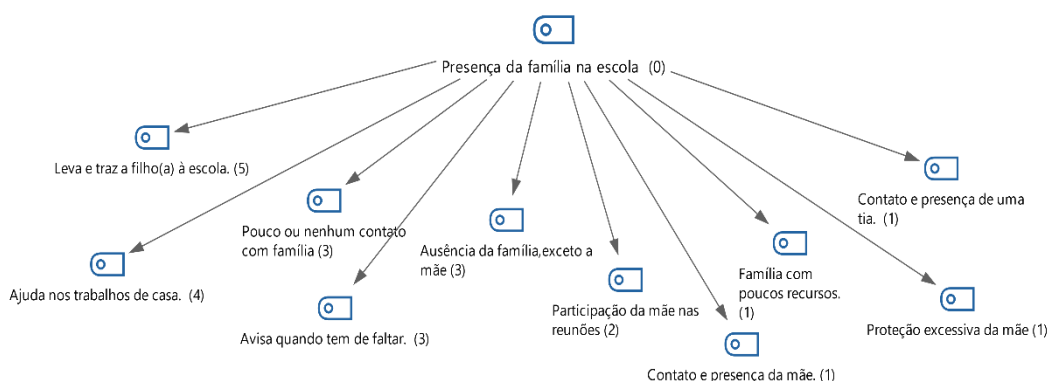 Presença da família na escola (0)
Leva e traz a filho(a) à escola. (5)
Contato e presença de uma
tia. (1)
Pouco ou nenhum contato
com família (3)
Ausência da família,exceto a
mãe (3)
Família com
poucos recursos.
(1)
Ajuda nos trabalhos de casa. (4)
Avisa quando tem de faltar. (3)
Participação da mãe nas
reunões (2)
Proteção excessiva da mãe (1)
Contato e presença da mãe. (1)